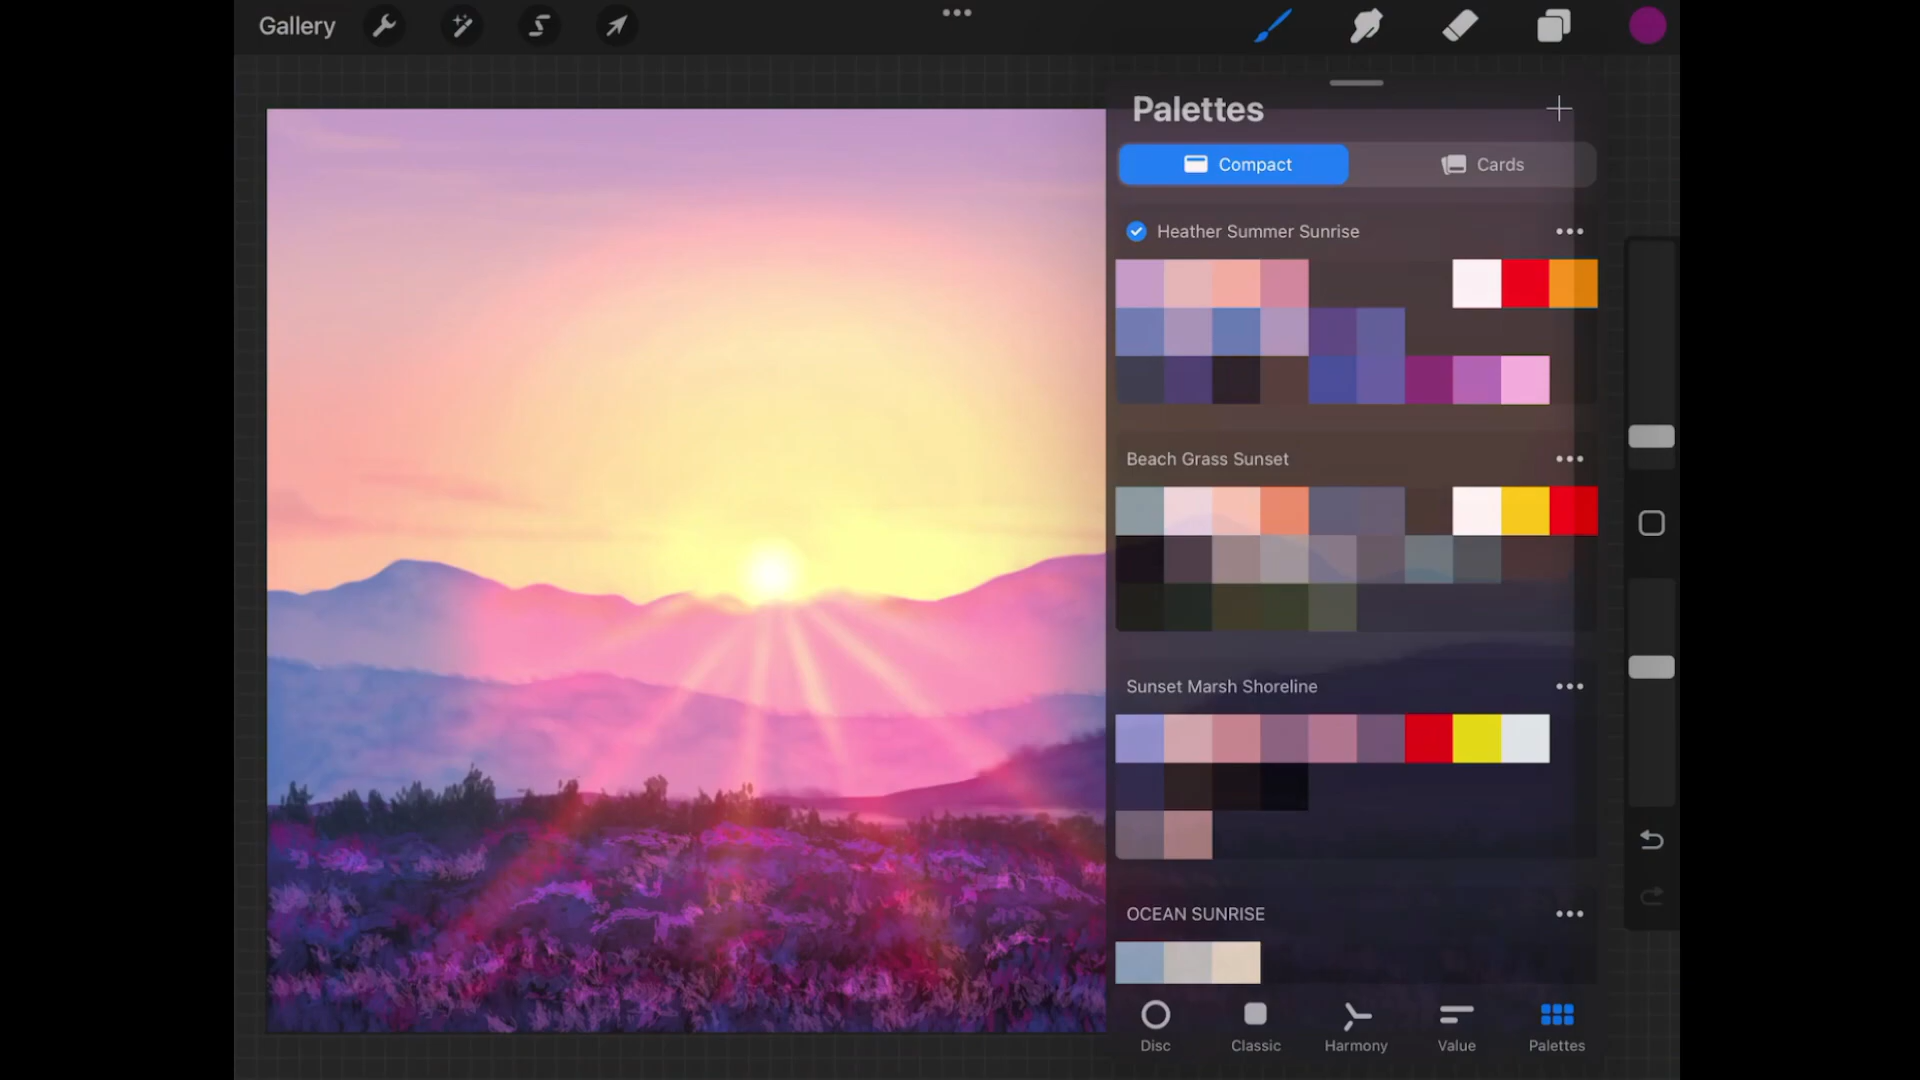 Gallery
Palettes
Compact
Cards
Heather Summer Sunrise
Beach Grass Sunset
Sunset Marsh Shoreline
OCEAN SUNRISE
Disc
Classic
Harmony
Value
Palettes